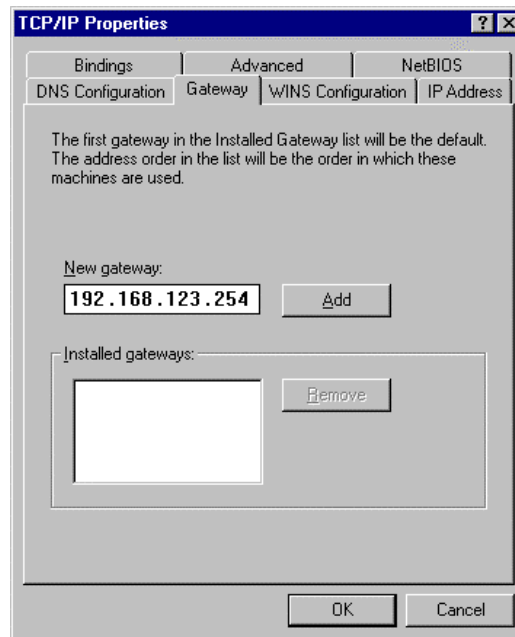 TCP/IP Properties
Bindings Advanced NetBIOS
DNS Configuration Gateway WINS Configuration IP Address
The first gateway in the Installed Gateway list will be the default.
The address order in the list will be the order in which these
machines are used.
New gateway:
192.168.123.254 Add
Installed gateways:
Remove
OK Cancel